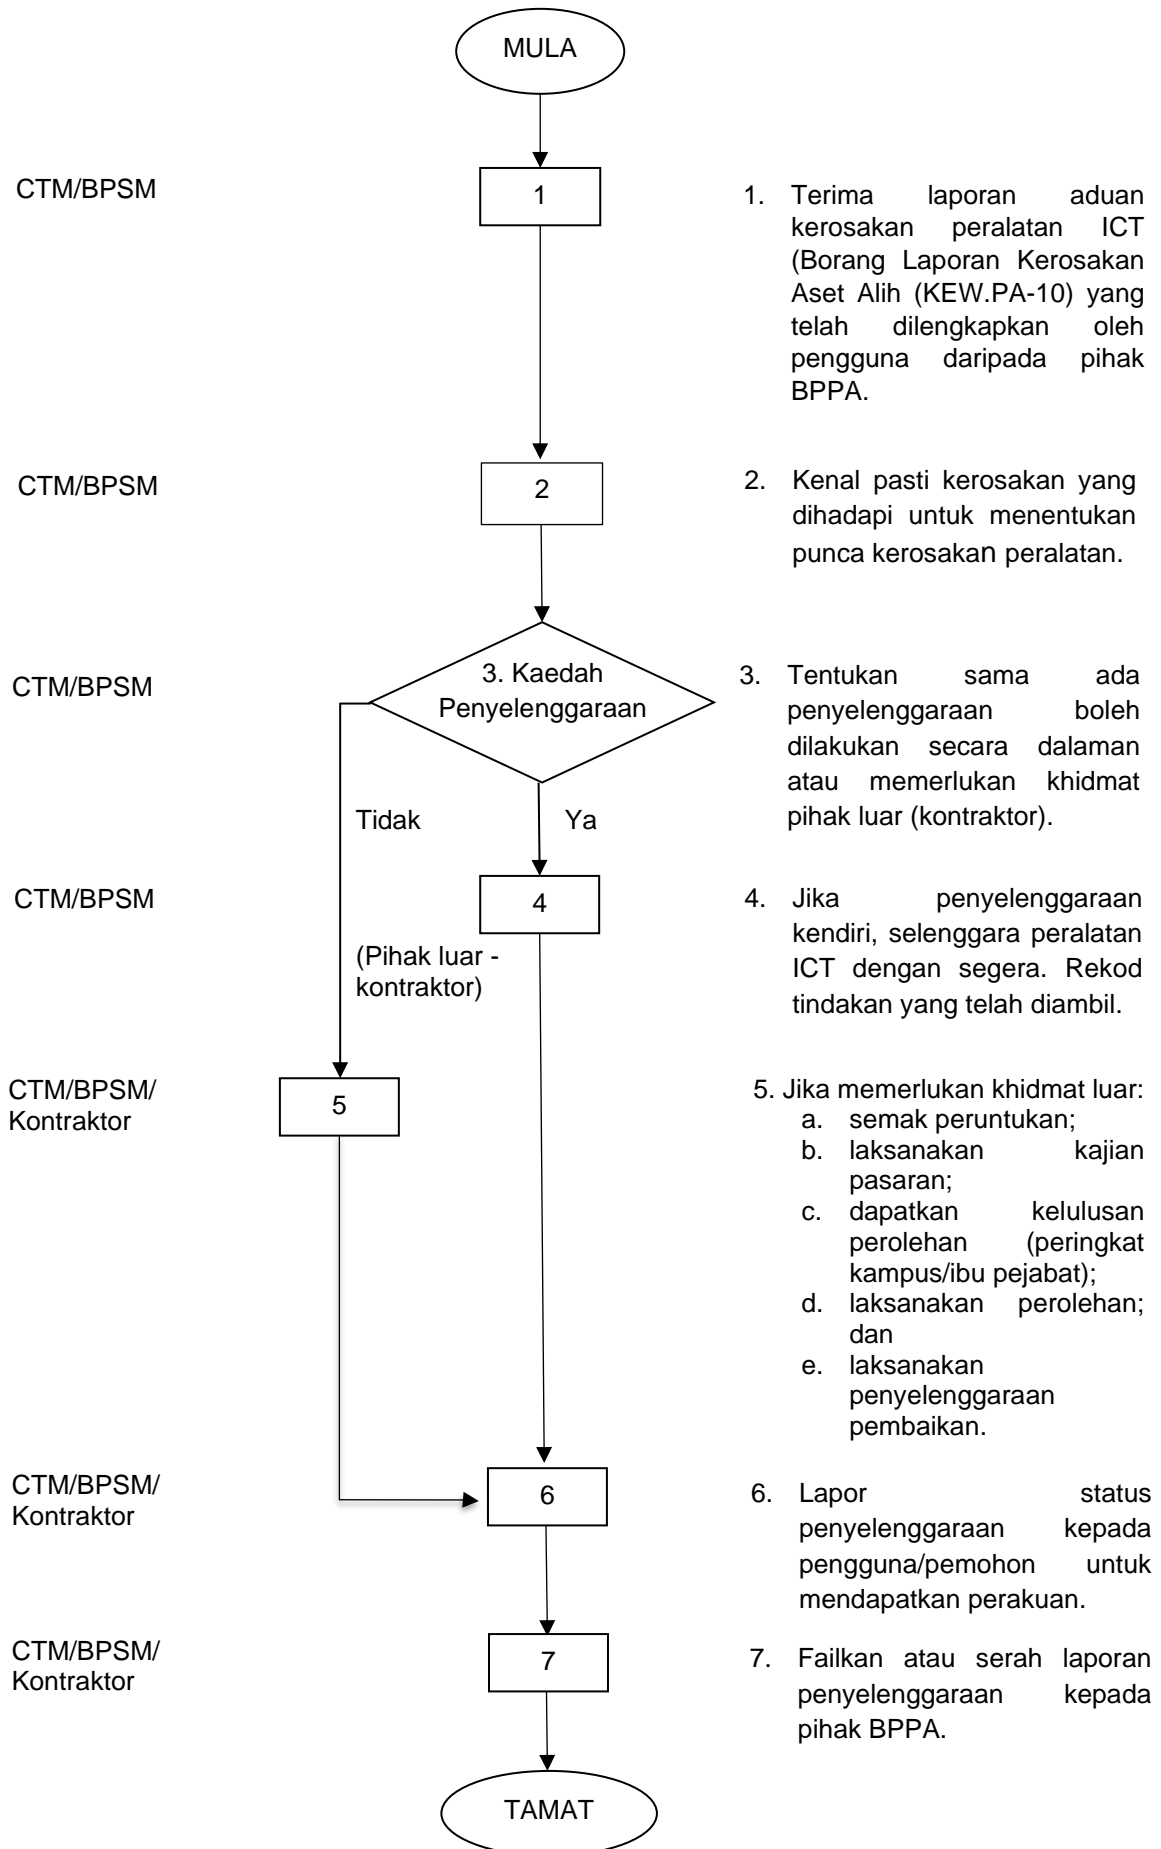 MULA
CTM/BPSM
1
1. Terima laporan aduan
kerosakan peralatan ICT
(Borang Laporan Kerosakan
Aset Alih (KEW.PA-10) yang
telah dilengkapkan oleh
pengguna daripada pihak
BPPA.
CTM/BPSM
2
2. Kenal pasti kerosakan yang
dihadapi untuk menentukan
punca kerosakan peralatan.
CTM/BPSM
3. Kaedah
Penyelenggaraan
3. Tentukan sama ada
penyelenggaraan boleh
dilakukan secara dalaman
atau memerlukan khidmat
pihak luar (kontraktor).
Tidak
Ya
CTM/BPSM
4
(Pihak luar -
kontraktor)
4. Jika penyelenggaraan
kendiri, selenggara peralatan
ICT dengan segera. Rekod
tindakan yang telah diambil.
CTM/BPSM/
Kontraktor
5
5. Jika memerlukan khidmat luar:
a. semak peruntukan;
b. laksanakan kajian
pasaran;
c. dapatkan kelulusan
perolehan (peringkat
kampus/ibu pejabat);
d. laksanakan perolehan;
dan
e. laksanakan
penyelenggaraan
pembaikan.
CTM/BPSM/
Kontraktor
6
6. Lapor status
penyelenggaraan kepada
pengguna/pemohon untuk
mendapatkan perakuan.
CTM/BPSM/
Kontraktor
7
7. Failkan atau serah laporan
penyelenggaraan kepada
pihak BPPA.
TAMAT